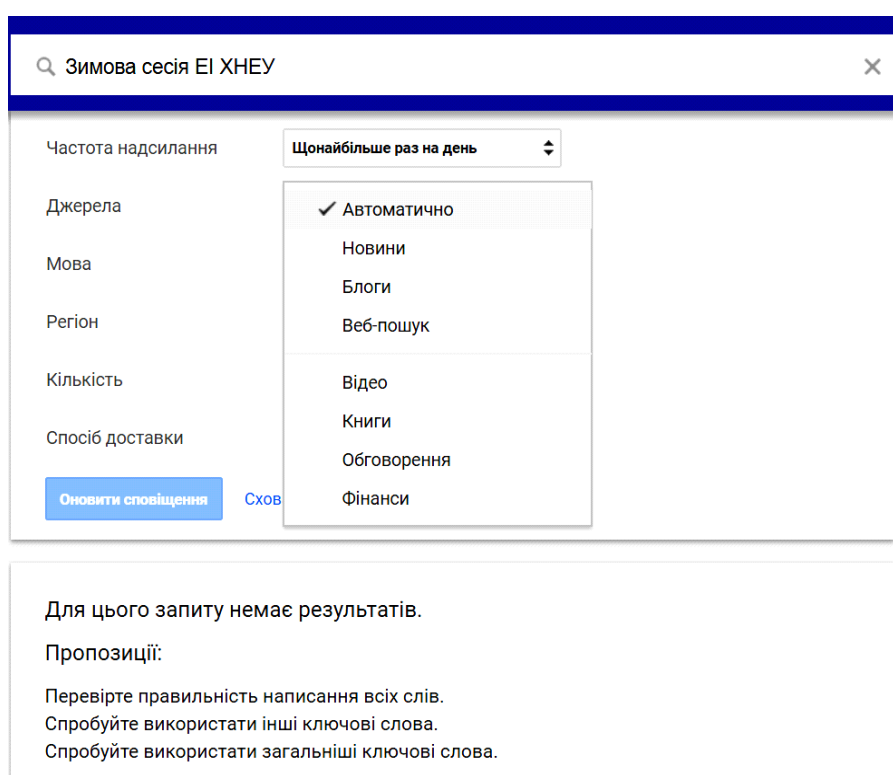 Зимова сесія ЕІ ХНЕУ
Частота надсилання Щонайбільше раз на день
Джерела Автоматично
Новини
Мова
Блоги
Регіон Веб-пошук
Кількість Відео
Книги
Спосіб доставки
Обговорення
Оновити сповіщення Схов Фінанси
Для цього запиту немає результатів.
Пропозиції:
Перевірте правильність написання всіх слів.
Спробуйте використати інші ключові слова.
Спробуйте використати загальніші ключові слова.